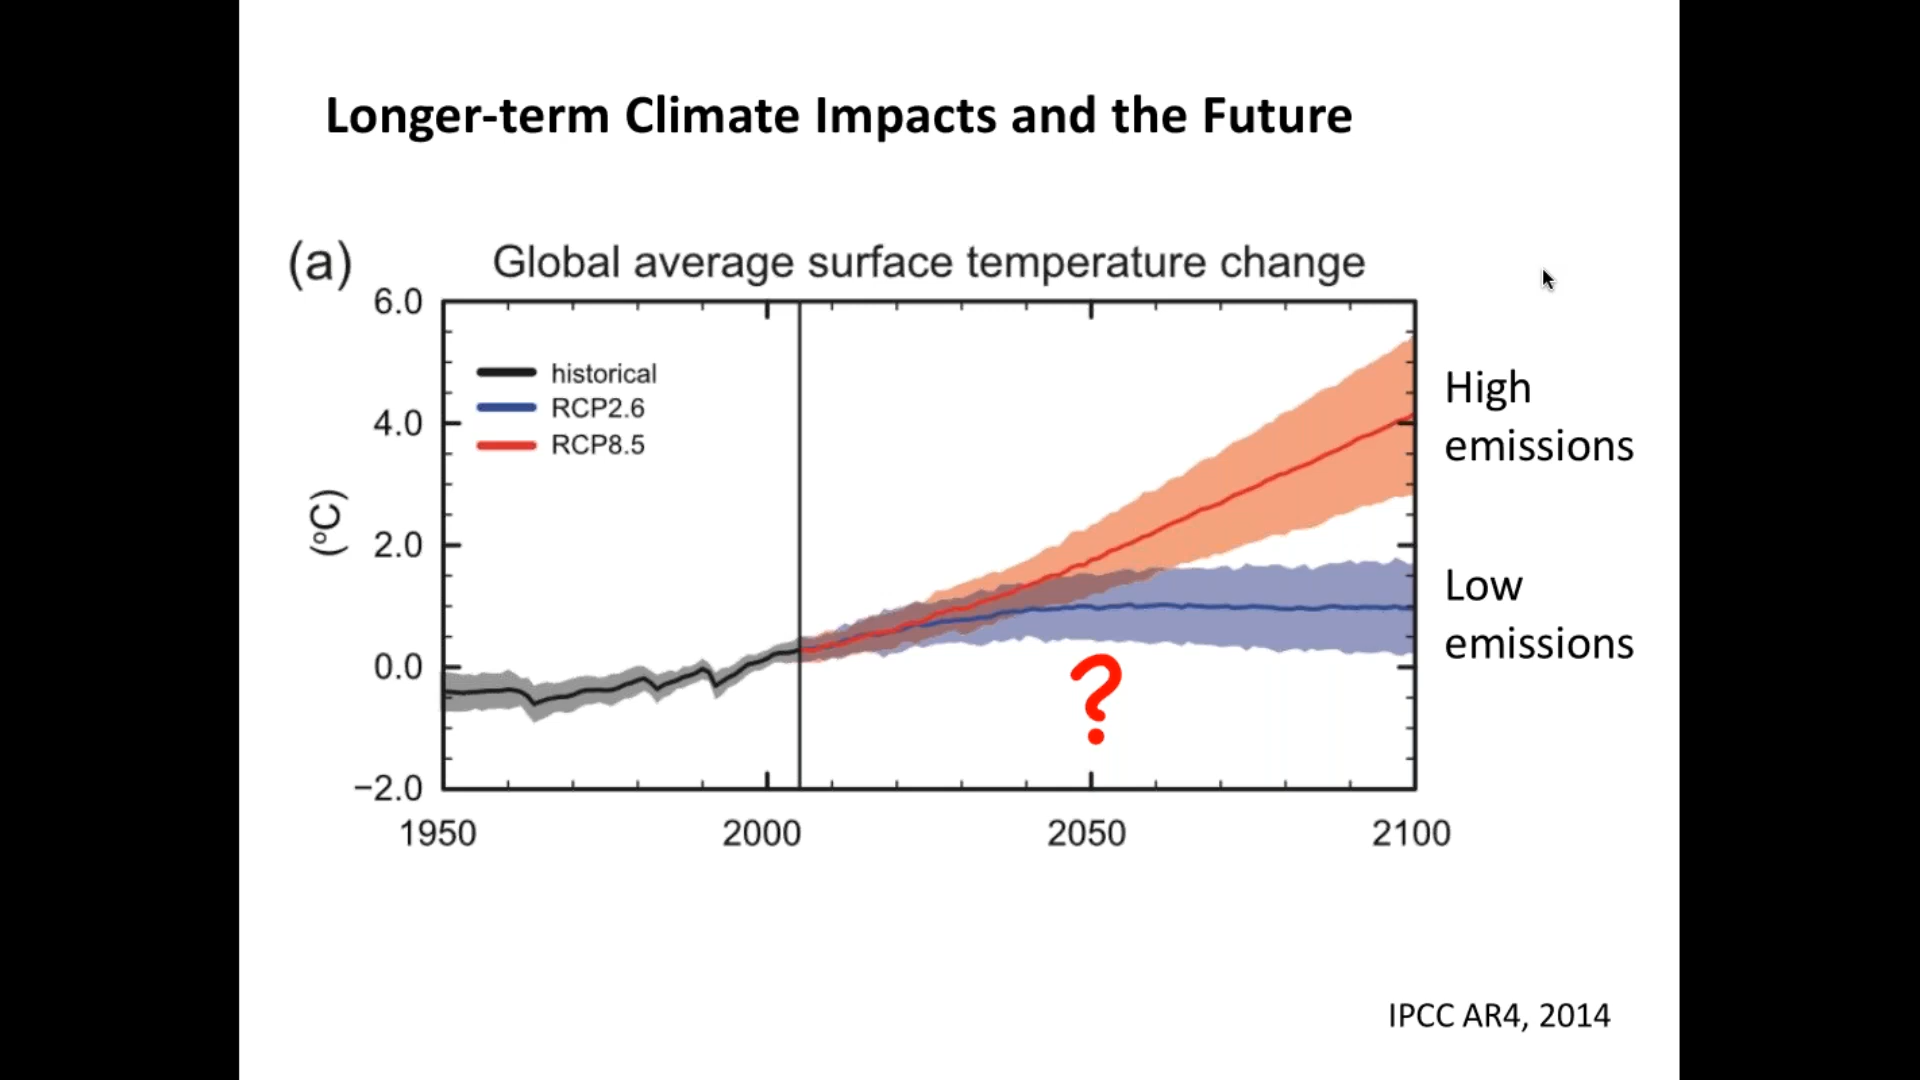 Longer-term Climate Impacts and the Future
(a) Global average surface temperature change
6.0
historical
RCP2.6
RCP8.5
High
emissions
4.0
(°C)
2.0
Low
emissions
0.0
?
−2.0
1950 2000 2050 2100
IPCC AR4, 2014